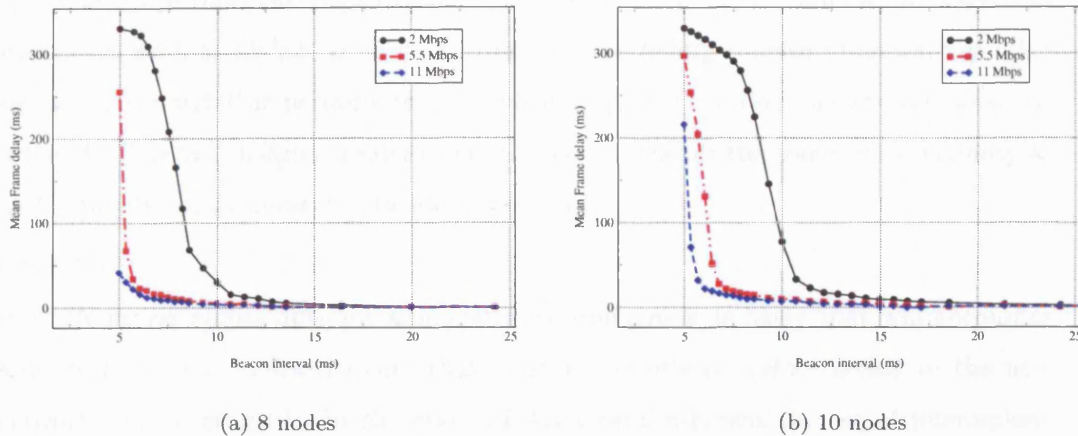 300
200
100
0
Mean Frame delay (ms)
2 Mbps
5.5 Mbps
11 Mbps
5
10
15
20
25
Beacon interval (ms)
(a) 8 nodes
300
200
100
0
Mean Frame delay (ms)
2 Mbps
5.5 Mbps
11 Mbps
5
10
15
20
25
Beacon interval (ms)
(b) 10 nodes